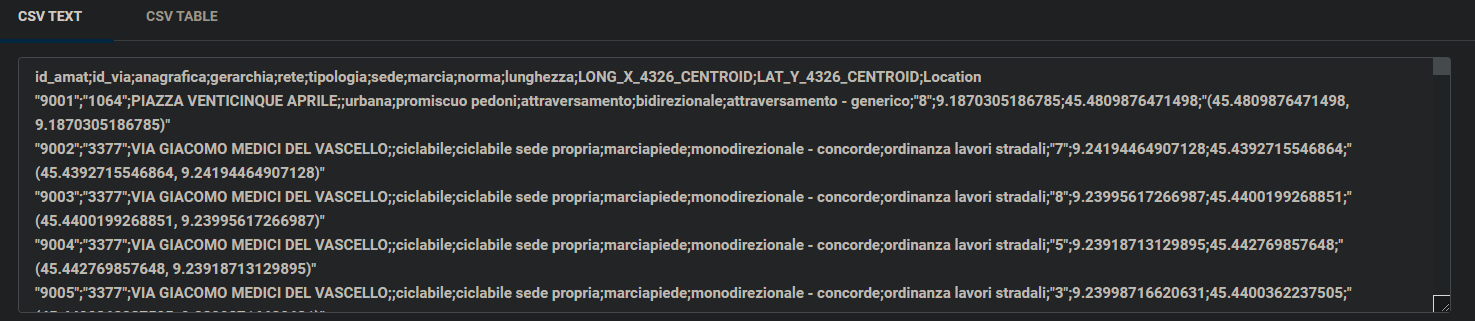 CSV TEXT
CSV TABLE
id_amat;id_via;anagrafica;gerarchia;rete;tipologia;sede;marcia;norma;lunghezza;LONG_X_4326_CENTROID;LAT_Y_4326_CENTROID;Location
"9001";"1064";PIAZZA VENTICINQUE APRILE;;urbana;promiscuo pedoni;attraversamento;bidirezionale;attraversamento - generico;"8";9.1870305186785;45.4809876471498;"(45.4809876471498,
9.1870305186785)"
"9002";"3377";VIA GIACOMO MEDICI DEL VASCELLO;;ciclabile;ciclabile sede propria;marciapiede;monodirezionale - concorde;ordinanza lavori stradali;"7";9.24194464907128;45.4392715546864;"
(45.4392715546864, 9.24194464907128)"
"9003";"3377";VIA GIACOMO MEDICI DEL VASCELLO;;ciclabile;ciclabile sede propria;marciapiede;monodirezionale - concorde;ordinanza lavori stradali;"8";9.23995617266987;45.4400199268851;"
(45.4400199268851, 9.23995617266987)"
"9004";"3377";VIA GIACOMO MEDICI DEL VASCELLO;;ciclabile;ciclabile sede propria;marciapiede;monodirezionale - concorde;ordinanza lavori stradali;"5";9.23918713129895;45.442769857648;"
(45.442769857648, 9.23918713129895)"
"9005";"3377";VIA GIACOMO MEDICI DEL VASCELLO;;ciclabile;ciclabile sede propria;marciapiede;monodirezionale - concorde;ordinanza lavori stradali;"3";9.23998716620631;45.4400362237505;"